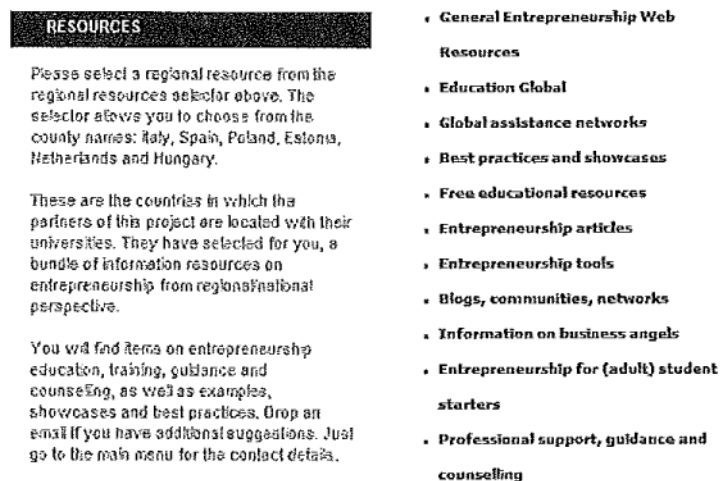 RESOURCES
Please select a regional resource from the
regional resources selector above. The
selector allows you to choose from the
county names: Italy, Spain, Poland, Estonia,
Netherlands and Hungary.
These are the countries in which the
partners of this project are located with their
universities. They have selected for you, a
bundle of information resources on
entrepreneurship from regional/national
perspective.
You will find items on entrepreneurship
education, training, guidance and
counseling, as well as examples,
showcases and best practices. Drop an
email if you have additional suggestions. Just
go to the main menu for the contact details.
• General Entrepreneurship Web
Resources
• Education Global
• Global assistance networks
• Best practices and showcases
• Free educational resources
• Entrepreneurship articles
• Entrepreneurship tools
• Blogs, communities, networks
• Information on business angels
• Entrepreneurship for (adult) student
starters
• Professional support, guidance and
counselling